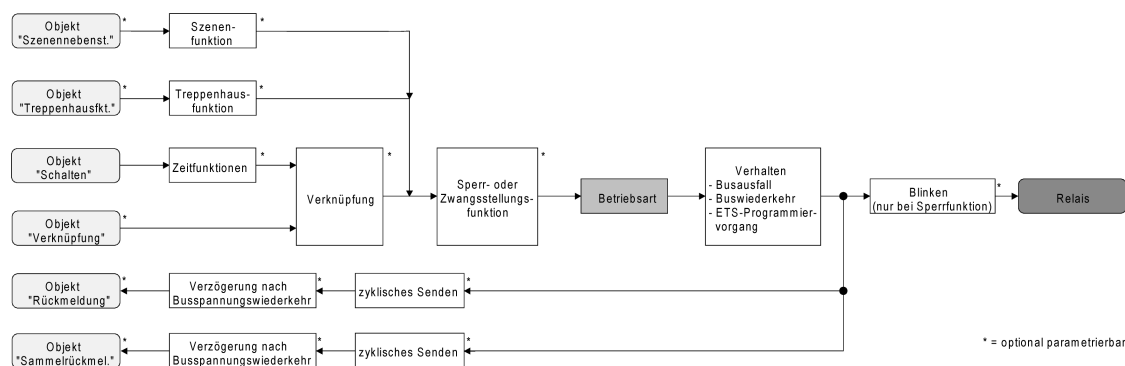 Objekt
"Szenennebenst."
*
Szenen-
funktion
*
Objekt
"Treppenhausfkt."
*
Treppenhaus-
funktion
*
Objekt
"Schalten"
Zeitfunktionen
*
Verknüpfung
*
Sperr- oder
Zwangsstellungs-
funktion
*
Betriebsart
Verhalten
- Busausfall
- Buswiederkehr
- ETS-Programmier-
vorgang
Blinken
(nur bei Sperrfunktion)
*
Relais
Objekt
"Verknüpfung"
*
Objekt
"Rückmeldung"
*
Verzögerung nach
Busspannungswiederkehr
*
zyklisches Senden
*
Objekt
"Sammelrückmel."
*
Verzögerung nach
Busspannungswiederkehr
*
zyklisches Senden
*
* = optional parametrierbar